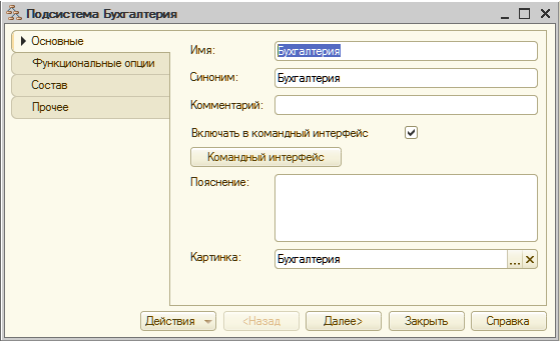 Подсистема Бухгалтерия
Основные
Функциональные опции
Состав
Прочее
Имя: Бухгалтерия
Синоним: Бухгалтерия
Комментарий:
Включать в командный интерфейс
Командный интерфейс
Пояснение:
Картинка: Бухгалтерия ...
Действия <Назад Далее> Закрыть Справка